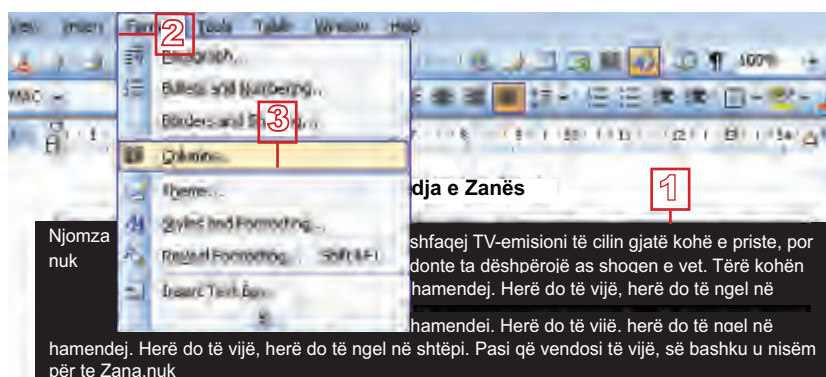 View Insert Format Tools Table Window Help
2
Paragraph...
100%
Bullets and Numbering...
MAC
Borders and Shading...
3
Columns...
Theme...
dja e Zanës
1
Styles and Formatting...
Njomza
shfaqej TV-emisioni të cilin gjatë kohë e priste, por
nuk
Reveal Formatting... Shift+F1
donte ta dëshpërojë as shoqen e vet. Tërë kohën
hamendej. Herë do të vijë, herë do të ngel në
Insert Text Box
hamendej. Herë do të vijë, herë do të ngel në
hamendej. Herë do të vijë, herë do të ngel në shtëpi. Pasi që vendosi të vijë, së bashku u nisëm
për te Zana.nuk